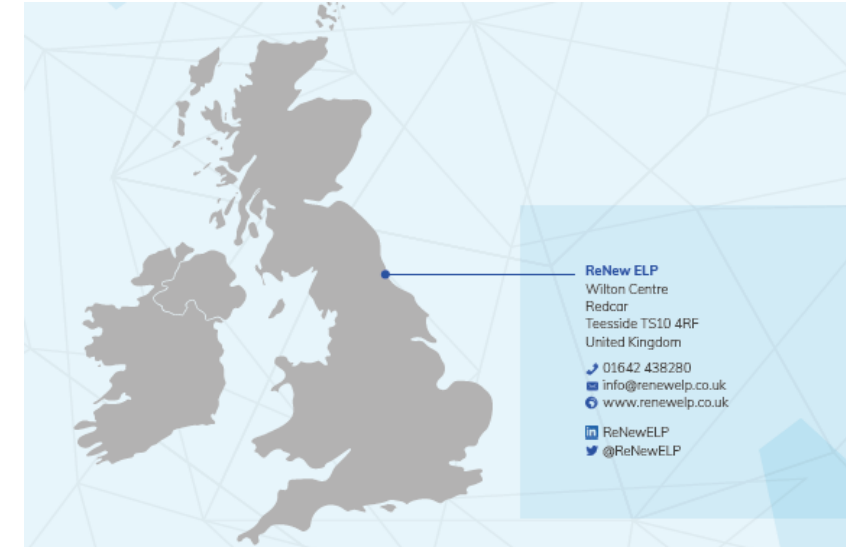 ReNew ELP
Wilton Centre
Redcar
Teesside TS10 4RF
United Kingdom
01642 438280
info@renewelp.co.uk
www.renewelp.co.uk
in ReNewELP
@ReNewELP